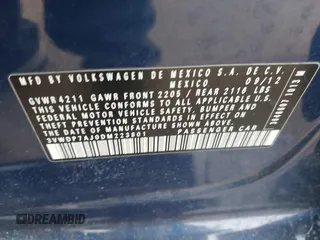 MFD. BY VOLKSWAGEN DE MEXICO S.A. DE C.V.
MEXICO 09/12
GVWR 4211 GAWR FRONT 2205 / REAR 2116 LBS
THIS VEHICLE CONFORMS TO ALL APPLICABLE
FEDERAL MOTOR VEHICLE SAFETY, BUMPER AND
THEFT PREVENTION STANDARDS IN EFFECT ON
THE DATE OF MANUFACTURE SHOWN ABOVE.
PASSENGER CAR
DREAMBID